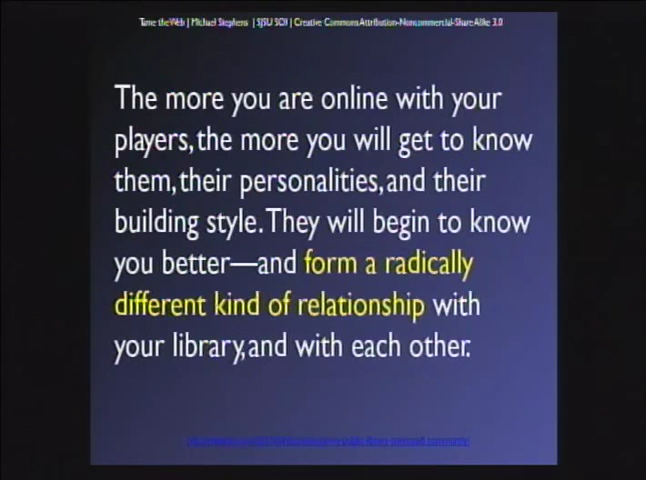 Tame the Web | Michael Stephens | SJSU SOI | Creative Commons Attribution-Noncommercial-Share Alike 3.0
The more you are online with your
players, the more you will get to know
them, their personalities, and their
building style. They will begin to know
you better—and form a radically
different kind of relationship with
your library, and with each other.